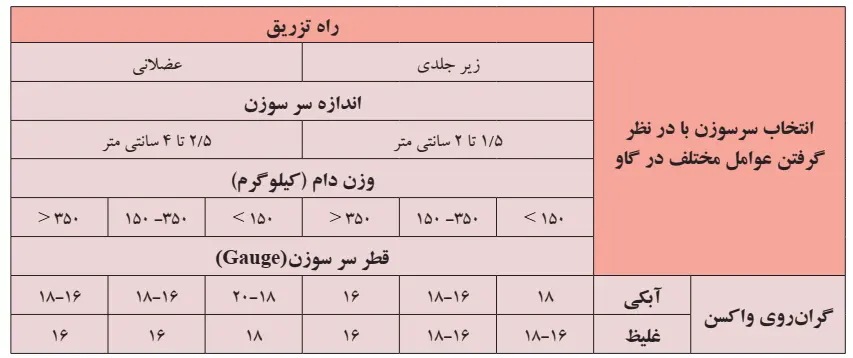 راه تزریق
انتخاب سرسوزن با در نظر
گرفتن عوامل مختلف در گاو
زیر جلدی
عضلانی
اندازه سر سوزن
۱/۵ تا ۲ سانتی متر
۲/۵ تا ۴ سانتی متر
وزن دام (کیلوگرم)
< ۱۵۰
۱۵۰ -۳۵۰
> ۳۵۰
< ۱۵۰
۱۵۰ -۳۵۰
> ۳۵۰
قطر سر سوزن(Gauge)
گران‌روی واکسن
آبکی
۱۸
۱۸-۱۶
۱۶
۲۰-۱۸
۱۸-۱۶
۱۸-۱۶
غلیظ
۱۸-۱۶
۱۸-۱۶
۱۶
۱۸
۱۶
۱۶